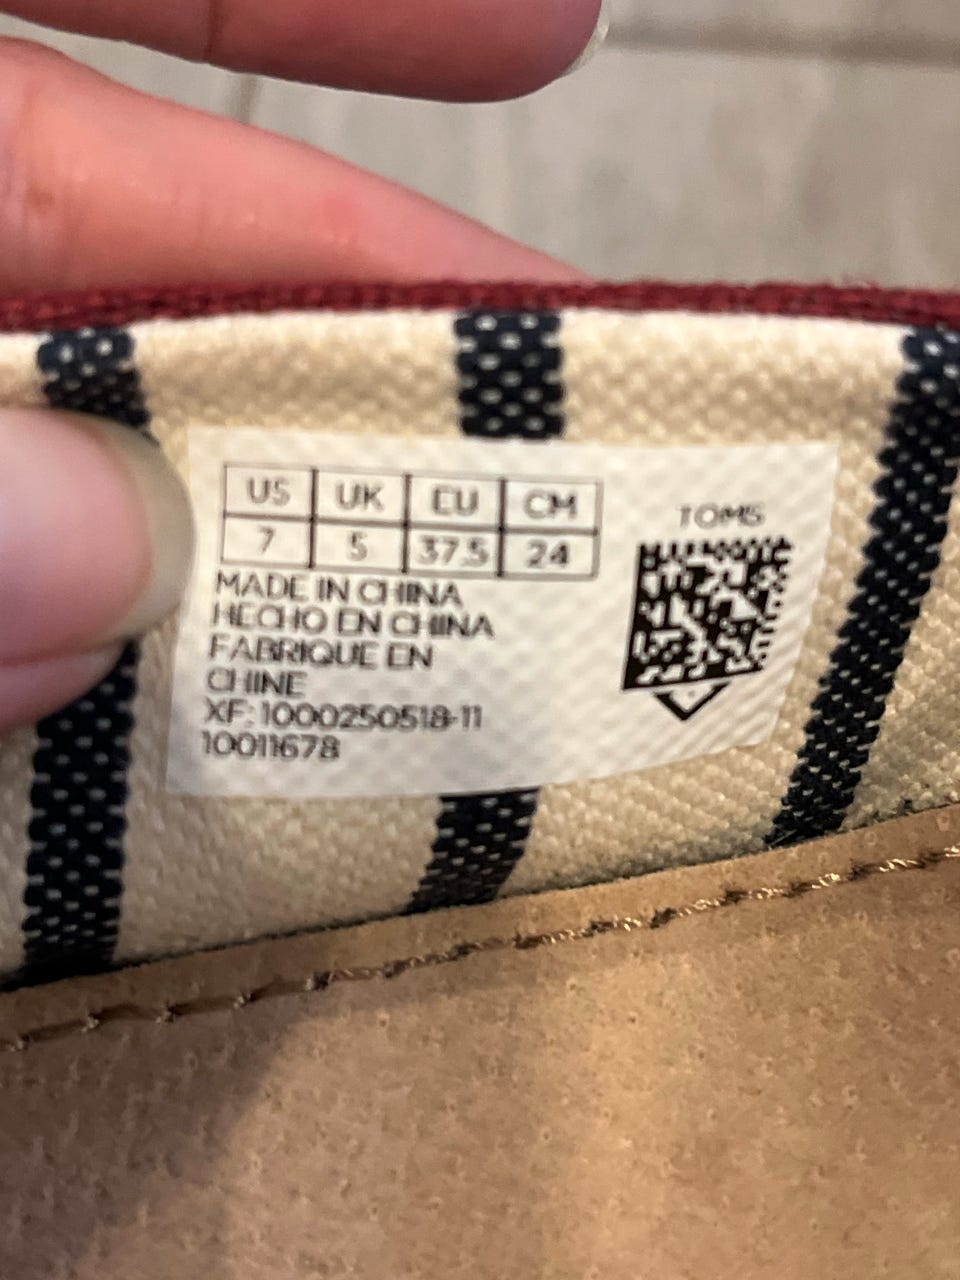 US UK EU CM
7 5 37.5 24
MADE IN CHINA
HECHO EN CHINA
FABRIQUE EN
CHINE
XF: 1000250518-11
10011678
TOMS